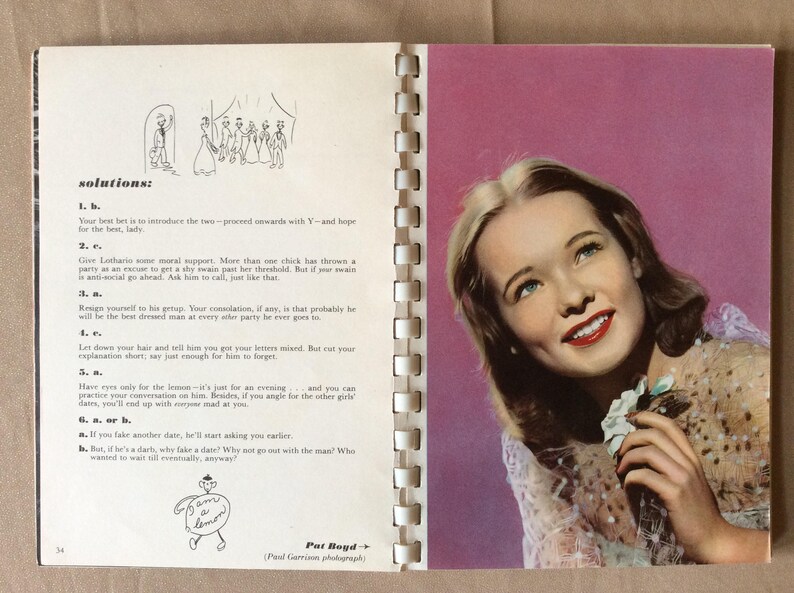 solutions:
1. b.
Your best bet is to introduce the two—proceed onwards with Y—and hope
for the best, lady.
2. c.
Give Lothario some moral support. More than one chick has thrown a
party as an excuse to get a shy swain past her threshold. But if your swain
is anti-social go ahead. Ask him to call, just like that.
3. a.
Resign yourself to his getup. Your consolation, if any, is that probably he
will be the best dressed man at every other party he ever goes to.
4. c.
Let down your hair and tell him you got your letters mixed. But cut your
explanation short; say just enough for him to forget.
5. a.
Have eyes only for the lemon—it's just for an evening . . . and you can
practice your conversation on him. Besides, if you angle for the other girls'
dates, you'll end up with everyone mad at you.
6. a. or b.
a. If you fake another date, he'll start asking you earlier.
b. But, if he's a darb, why fake a date? Why not go out with the man? Who
wanted to wait till eventually, anyway?
I am
a
lemon
34
Pat Boyd→
(Paul Garrison photograph)